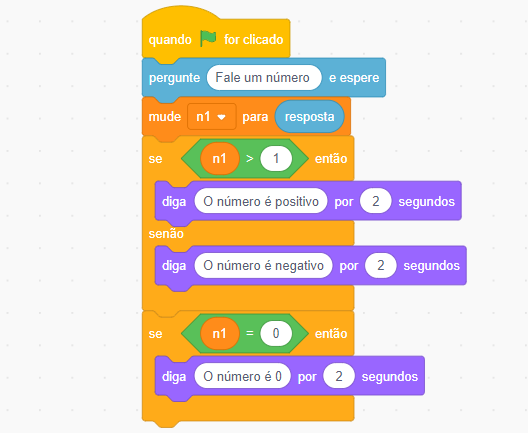 quando for clicado
pergunte Fale um número e espere
mude n1 para resposta
se n1 > 1 então
diga O número é positivo por 2 segundos
senão
diga O número é negativo por 2 segundos
se n1 = 0 então
diga O número é 0 por 2 segundos